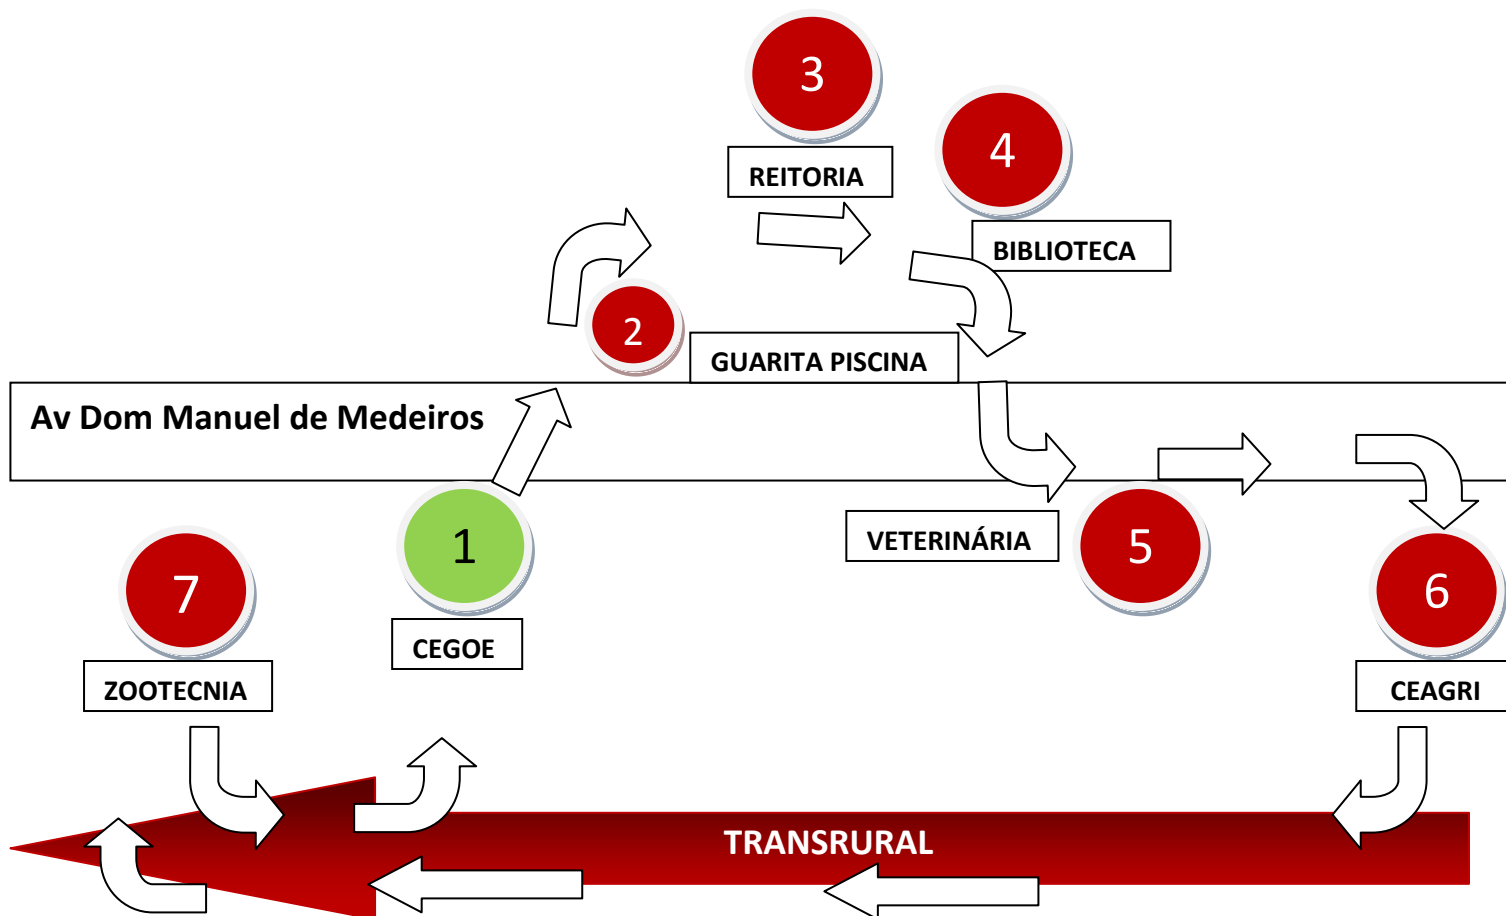 3
REITORIA
4
BIBLIOTECA
2
GUARITA PISCINA
Av Dom Manuel de Medeiros
1
CEGOE
VETERINÁRIA
5
6
CEAGRI
7
ZOOTECNIA
TRANSRURAL